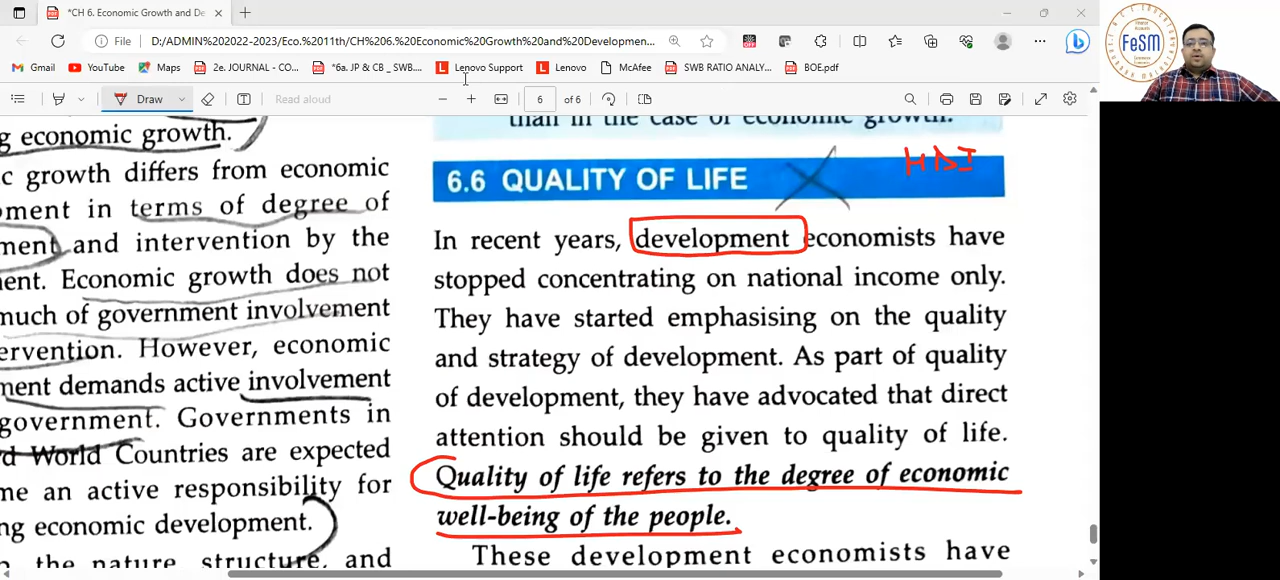 *CH 6. Economic Growth and De
File
D:/ADMIN%202022-2023/Eco.%2011th/CH%206.%20Economic%20Growth%20and%20Developmen...
Gmail
YouTube
Maps
2e. JOURNAL - CO...
*6a. JP & SCB _ SWB....
Lenovo Support
Lenovo
McAfee
SWB RATIO ANALY...
BOE.pdf
Draw
Read aloud
6
of 6
FeSM
g economic growth.
c growth differs from economic
pment in terms of degree of
ment and intervention by the
ent. Economic growth does not
much of government involvement
ervention. However, economic
ment demands active involvement
government. Governments in
d World Countries are expected
me an active responsibility for
ng economic development.
the nature structure, and
than in the case of economic growth.
6.6 QUALITY OF LIFE
HDI
In recent years, development economists have
stopped concentrating on national income only.
They have started emphasising on the quality
and strategy of development. As part of quality
of development, they have advocated that direct
attention should be given to quality of life.
Quality of life refers to the degree of economic
well-being of the people.
These development economists have